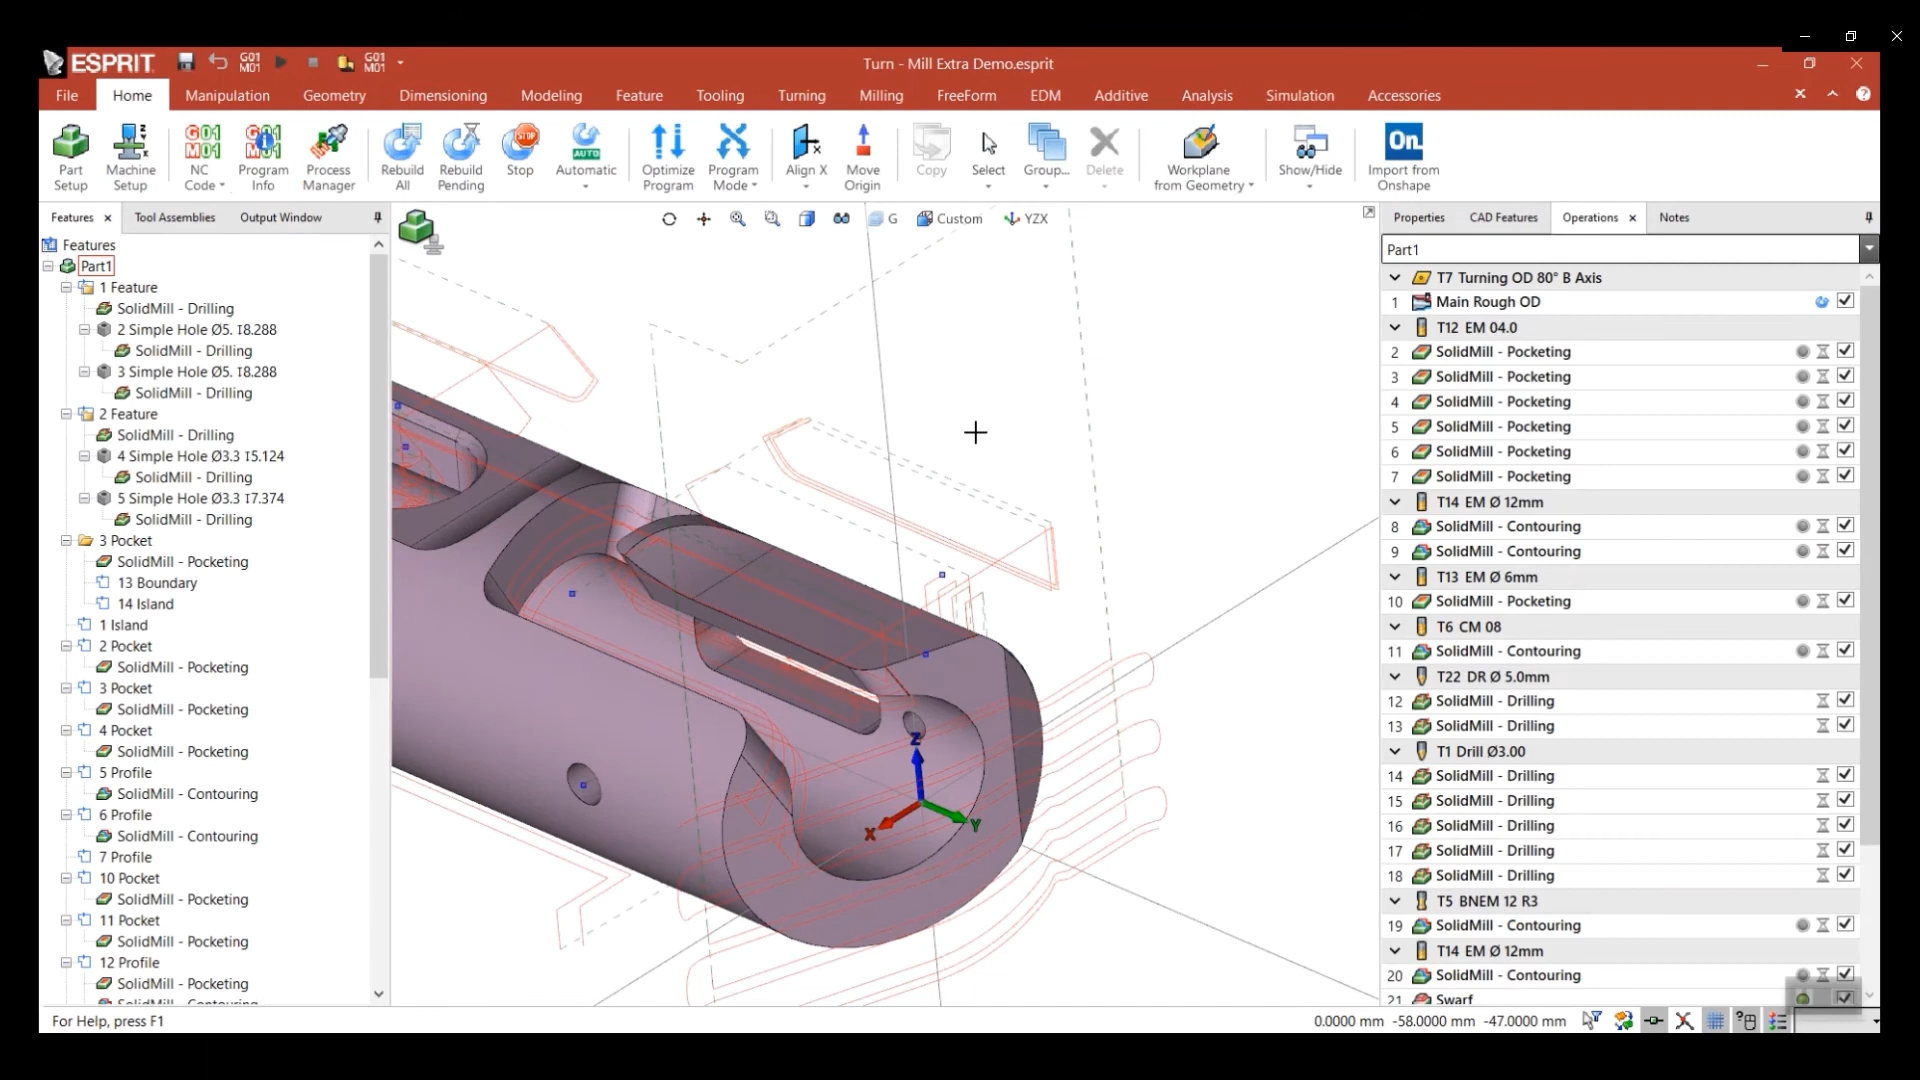 ESPRIT
G01 M01
G01 M01
Turn - Mill Extra Demo.esprit
File Home Manipulation Geometry Dimensioning Modeling Feature Tooling Turning Milling FreeForm EDM Additive Analysis Simulation Accessories
Part Setup
Machine Setup
NC Code
Program Info
Process Manager
Rebuild All
Rebuild Pending
STOP
Stop
AUTO
Automatic
Optimize Program
Program Mode
Align X
Move Origin
Copy
Select
Group...
Delete
Workplane from Geometry
Show/Hide
On
Import from Onshape
Features Tool Assemblies Output Window
G Custom YZX
Properties CAD Features Operations Notes
Features
Part1
1 Feature
SolidMill - Drilling
2 Simple Hole Ø5. ↧8.288
SolidMill - Drilling
3 Simple Hole Ø5. ↧8.288
SolidMill - Drilling
2 Feature
SolidMill - Drilling
4 Simple Hole Ø3.3 ↧5.124
SolidMill - Drilling
5 Simple Hole Ø3.3 ↧7.374
SolidMill - Drilling
3 Pocket
SolidMill - Pocketing
13 Boundary
14 Island
1 Island
2 Pocket
SolidMill - Pocketing
3 Pocket
SolidMill - Pocketing
4 Pocket
SolidMill - Pocketing
5 Profile
SolidMill - Contouring
6 Profile
SolidMill - Contouring
7 Profile
10 Pocket
SolidMill - Pocketing
11 Pocket
SolidMill - Pocketing
12 Profile
SolidMill - Pocketing
SolidMill - Contouring
Z
X
Y
Part1
T7 Turning OD 80° B Axis
1 Main Rough OD
T12 EM 04.0
2 SolidMill - Pocketing
3 SolidMill - Pocketing
4 SolidMill - Pocketing
5 SolidMill - Pocketing
6 SolidMill - Pocketing
7 SolidMill - Pocketing
T14 EM Ø 12mm
8 SolidMill - Contouring
9 SolidMill - Contouring
T13 EM Ø 6mm
10 SolidMill - Pocketing
T6 CM 08
11 SolidMill - Contouring
T22 DR Ø 5.0mm
12 SolidMill - Drilling
13 SolidMill - Drilling
T1 Drill Ø3.00
14 SolidMill - Drilling
15 SolidMill - Drilling
16 SolidMill - Drilling
17 SolidMill - Drilling
18 SolidMill - Drilling
T5 BNEM 12 R3
19 SolidMill - Contouring
T14 EM Ø 12mm
20 SolidMill - Contouring
21 Swarf
For Help, press F1
0.0000 mm -58.0000 mm -47.0000 mm